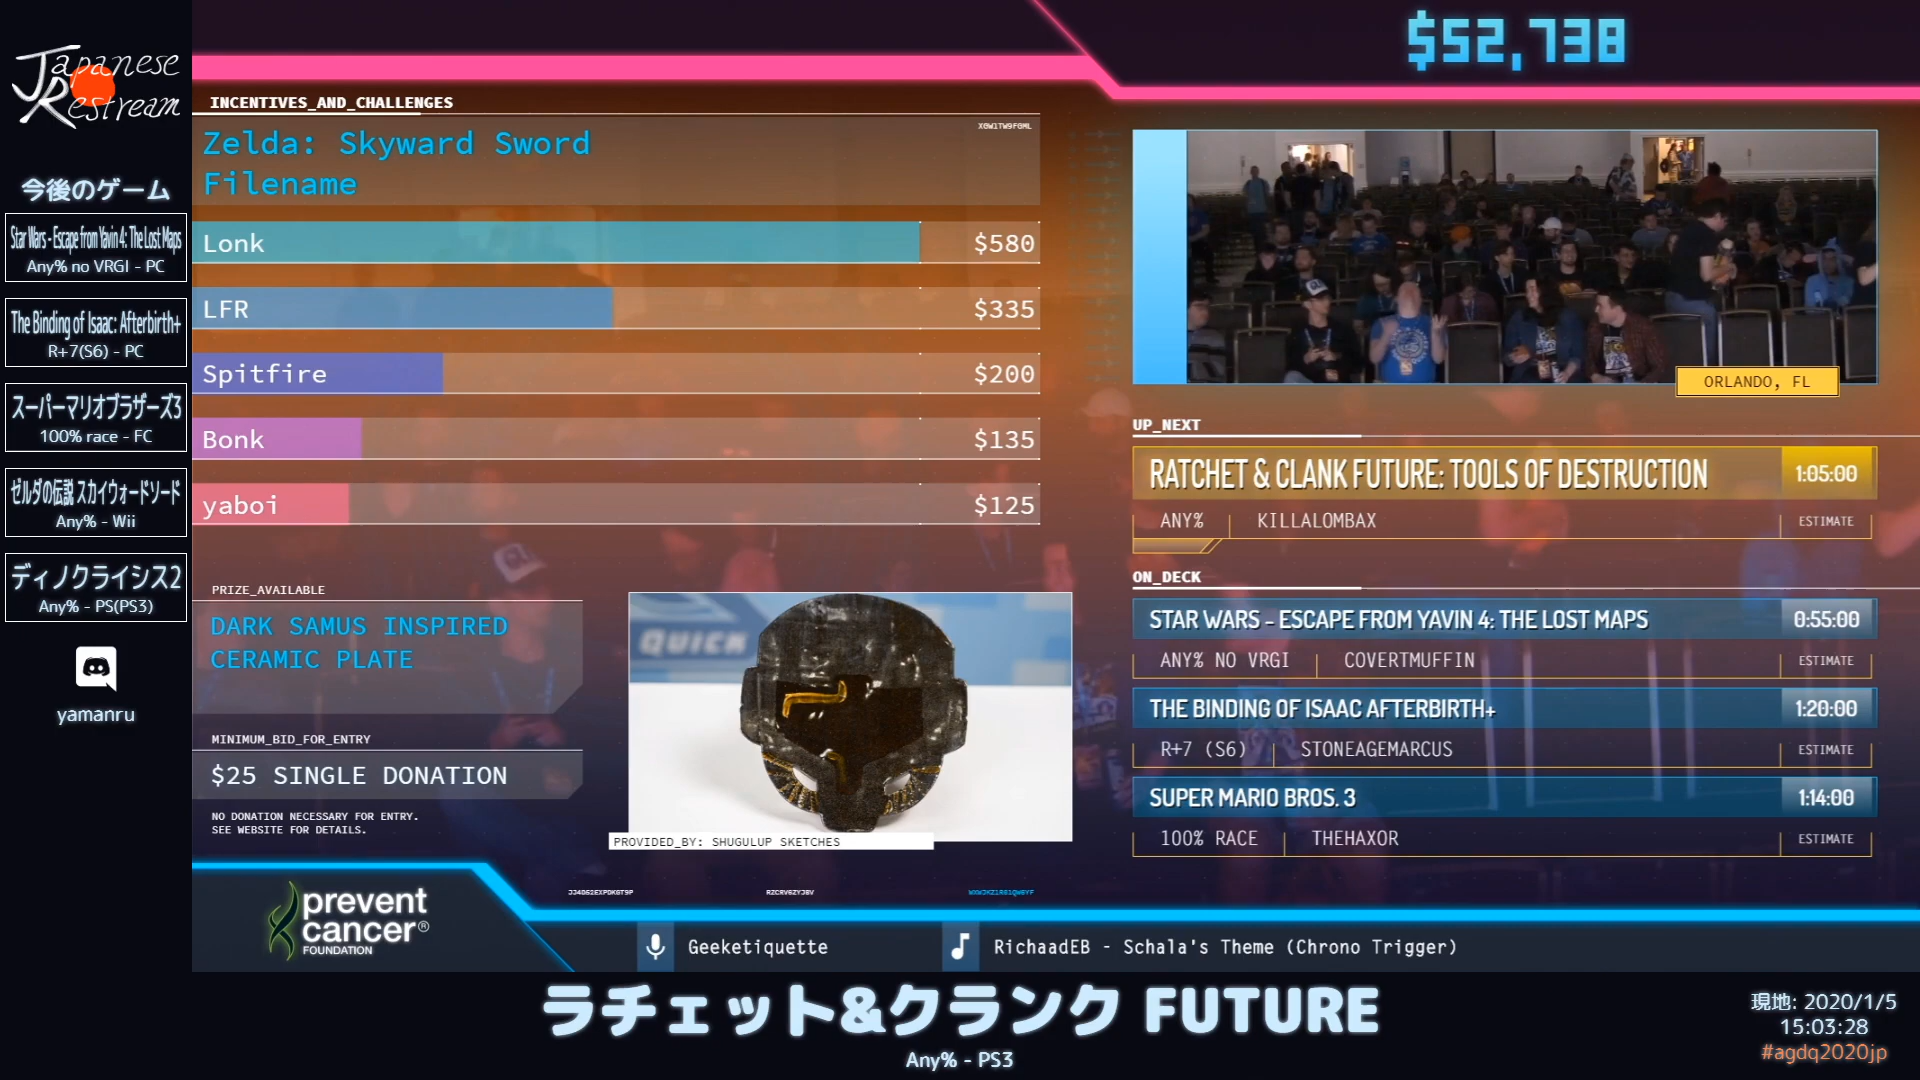 Japanese
Restream
今後のゲーム
Star Wars - Escape from Yavin 4: The Lost Maps
Any% no VRGI - PC
The Binding of Isaac: Afterbirth+
R+7(S6) - PC
スーパーマリオブラザーズ3
100% race - FC
ゼルダの伝説 スカイウォードソード
Any% - Wii
ディノクライシス2
Any% - PS(PS3)
yamanru
$52,738
INCENTIVES_AND_CHALLENGES
Zelda: Skyward Sword
Filename
Lonk $580
LFR $335
Spitfire $200
Bonk $135
yaboi $125
PRIZE_AVAILABLE
DARK SAMUS INSPIRED
CERAMIC PLATE
MINIMUM_BID_FOR_ENTRY
$25 SINGLE DONATION
NO DONATION NECESSARY FOR ENTRY.
SEE WEBSITE FOR DETAILS.
QUICK
PROVIDED_BY: SHUGULUP SKETCHES
ORLANDO, FL
UP_NEXT
RATCHET & CLANK FUTURE: TOOLS OF DESTRUCTION 1:05:00
ANY% KILLALOMBAX ESTIMATE
ON_DECK
STAR WARS - ESCAPE FROM YAVIN 4: THE LOST MAPS 0:55:00
ANY% NO VRGI COVERTMUFFIN ESTIMATE
THE BINDING OF ISAAC AFTERBIRTH+ 1:20:00
R+7 (S6) STONEAGEMARCUS ESTIMATE
SUPER MARIO BROS. 3 1:14:00
100% RACE THEHAXOR ESTIMATE
prevent
cancer®
FOUNDATION
Geeketiquette
RichaadEB - Schala's Theme (Chrono Trigger)
ラチェット&クランク FUTURE
Any% - PS3
現地: 2020/1/5
15:03:28
#agdq2020jp